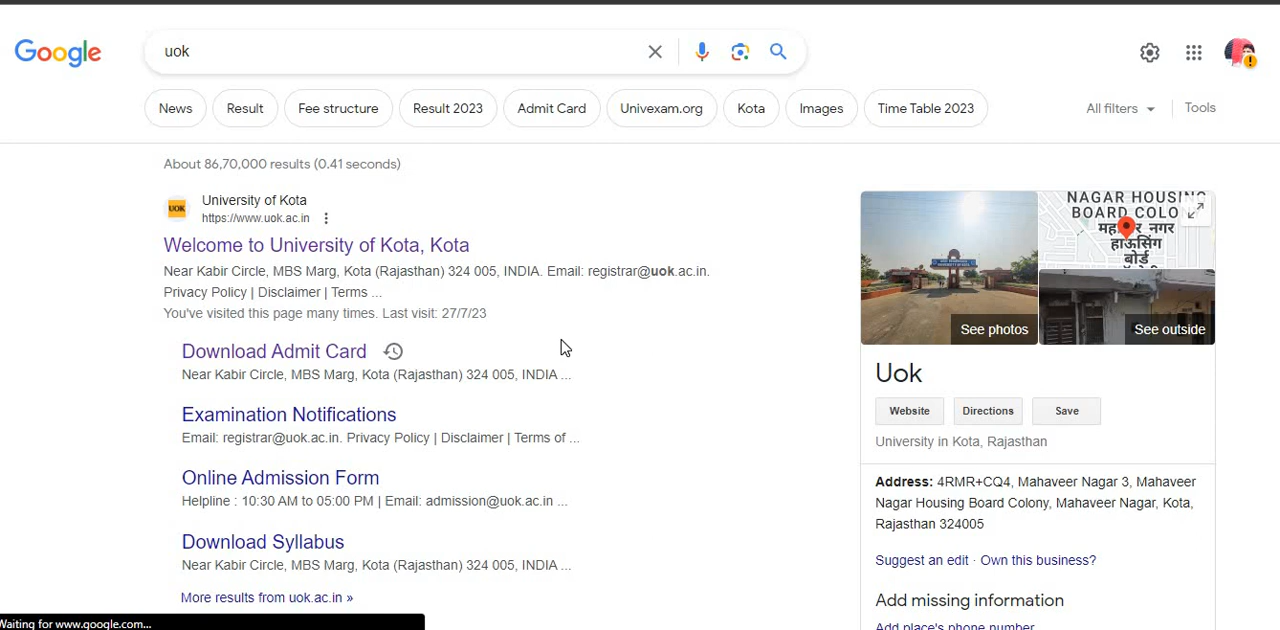 Google
uok
News
Result
Fee structure
Result 2023
Admit Card
Univexam.org
Kota
Images
Time Table 2023
All filters
Tools
About 86,70,000 results (0.41 seconds)
UOK
University of Kota
https://www.uok.ac.in
Welcome to University of Kota, Kota
Near Kabir Circle, MBS Marg, Kota (Rajasthan) 324 005, INDIA. Email: registrar@uok.ac.in.
Privacy Policy | Disclaimer | Terms ...
You've visited this page many times. Last visit: 27/7/23
Download Admit Card
Near Kabir Circle, MBS Marg, Kota (Rajasthan) 324 005, INDIA ...
Examination Notifications
Email: registrar@uok.ac.in. Privacy Policy | Disclaimer | Terms of ...
Online Admission Form
Helpline : 10:30 AM to 05:00 PM | Email: admission@uok.ac.in ...
Download Syllabus
Near Kabir Circle, MBS Marg, Kota (Rajasthan) 324 005, INDIA ...
More results from uok.ac.in »
Waiting for www.google.com...
NAGAR HOUSING
BOARD COLO
नगर
हाऊसिंग
बोर्ड
See photos
See outside
Uok
Website
Directions
Save
University in Kota, Rajasthan
Address: 4RMR+CQ4, Mahaveer Nagar 3, Mahaveer
Nagar Housing Board Colony, Mahaveer Nagar, Kota,
Rajasthan 324005
Suggest an edit · Own this business?
Add missing information
Add place's phone number